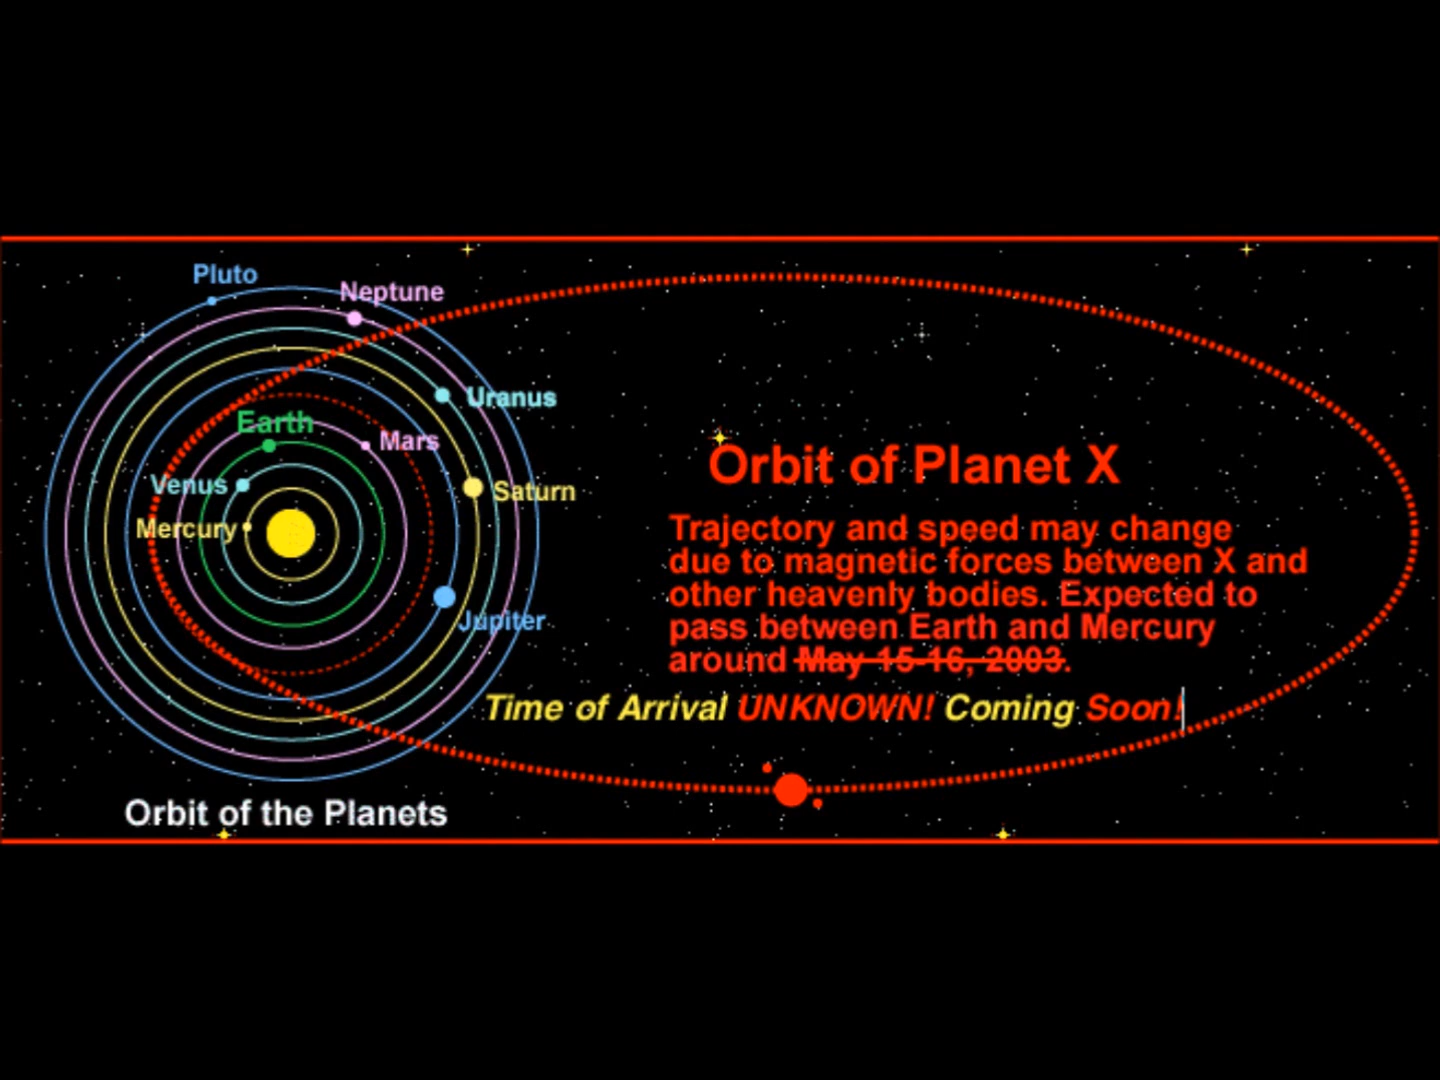 Pluto
Neptune
Uranus
Earth
Mars
Venus
Saturn
Mercury
Jupiter
Orbit of the Planets
Orbit of Planet X
Trajectory and speed may change
due to magnetic forces between X and
other heavenly bodies. Expected to
pass between Earth and Mercury
around May 15-16, 2003.
Time of Arrival UNKNOWN! Coming Soon!